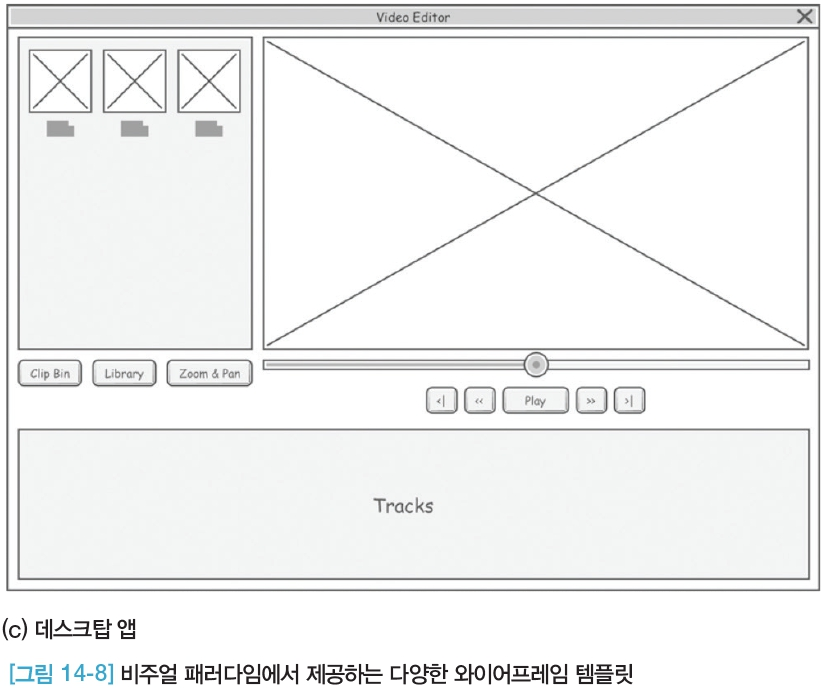 Video Editor
Clip Bin Library Zoom & Pan
<| << Play >> >|
Tracks
(c) 데스크탑 앱
[그림 14-8] 비주얼 패러다임에서 제공하는 다양한 와이어프레임 템플릿